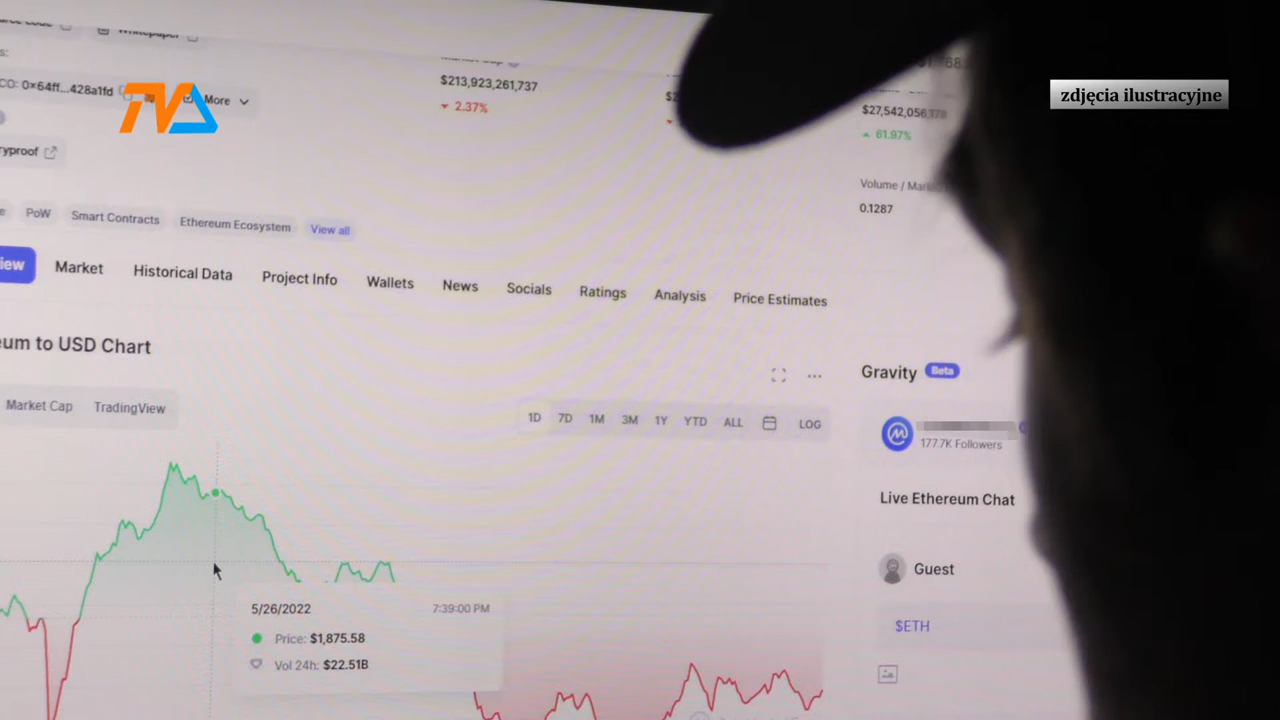 Whitepaper
$213,923,261,737
2.37%
CO: 0x64ff...428a1fd
More
TVA
zdjęcia ilustracyjne
$27,542,056,178
61.97%
0.1287
PoW
Smart Contracts
Ethereum Ecosystem
View all
Market
Historical Data
Project Info
Wallets
News
Socials
Ratings
Analysis
Price Estimates
to USD Chart
Market Cap
TradingView
1D
7D
1M
3M
1Y
YTD
ALL
LOG
Gravity
Beta
177.7K Followers
Live Ethereum Chat
Guest
$ETH
5/26/2022
7:39:00 PM
Price: $1,875.58
Vol 24h: $22.51B